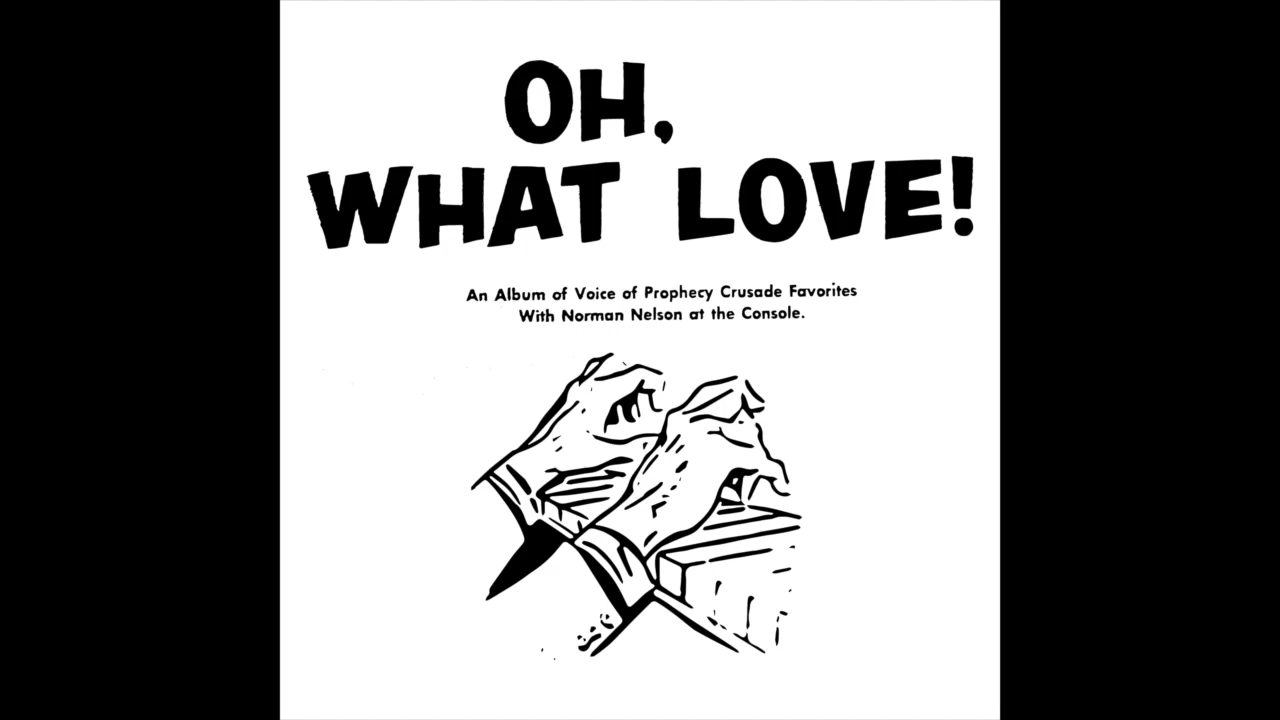 OH,
WHAT LOVE!
An Album of Voice of Prophecy Crusade Favorites
With Norman Nelson at the Console.